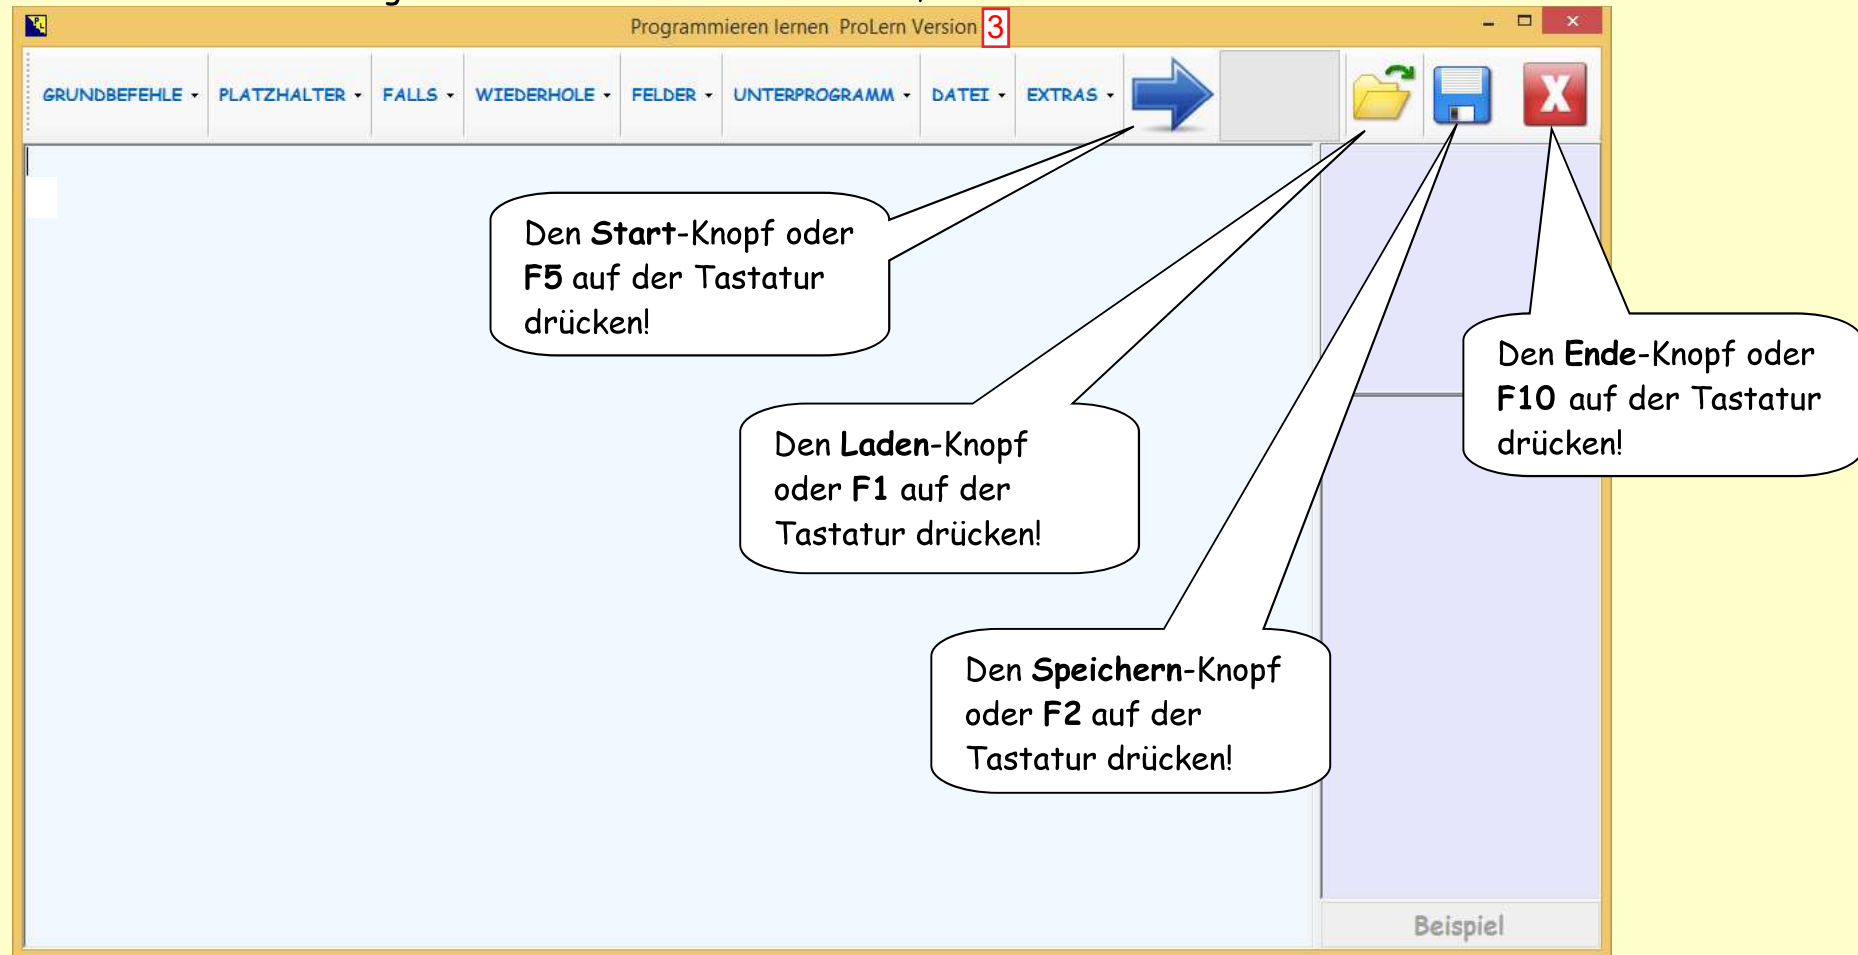 Programmieren lernen ProLern Version 3
GRUNDBEFEHLE PLATZHALTER FALLS WIEDERHOLE FELDER UNTERPROGRAMM DATEI EXTRAS X
Den Start-Knopf oder
F5 auf der Tastatur
drücken!
Den Ende-Knopf oder
F10 auf der Tastatur
drücken!
Den Laden-Knopf
oder F1 auf der
Tastatur drücken!
Den Speichern-Knopf
oder F2 auf der
Tastatur drücken!
Beispiel